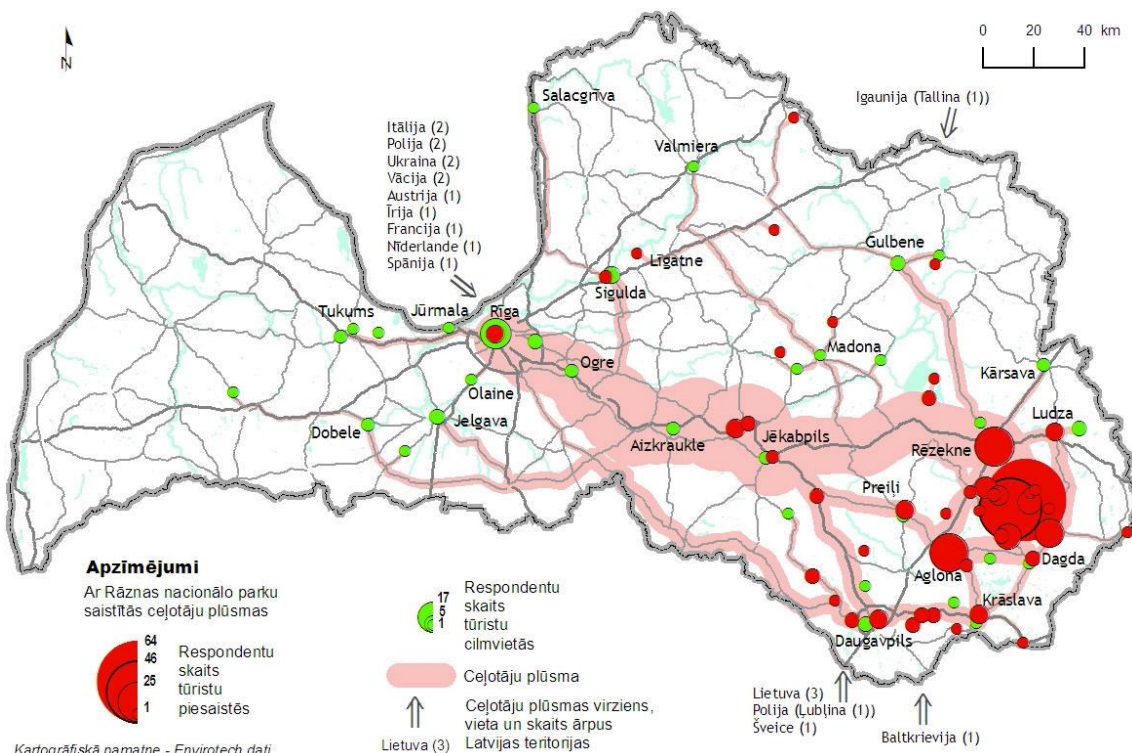 N
0 20 40 km
Igaunija (Tallina (1))
Salacgrīva
Itālija (2)
Polija (2)
Ukraina (2)
Vācija (2)
Austrija (1)
Īrija (1)
Francija (1)
Nīderlande (1)
Spānija (1)
Valmiera
Gulbene
Līgatne
Sigulda
Tukums
Jūrmala
Rīga
Madona
Ogre
Kārsava
Olaine
Ludza
Jelgava
Dobele
Aizkraukle
Jēkabpils
Rēzekne
Preiļi
Aglona
Dagda
Krāslava
Daugavpils
Apzīmējumi
Ar Rāznas nacionālo parku
saistītās ceļotāju plūsmas
64
46
25
1
Respondentu
skaits
tūristu
piesaistēs
17
5
1
Respondentu
skaits
tūristu
cilmvietās
Ceļotāju plūsma
Lietuva (3)
Ceļotāju plūsmas virziens,
vieta un skaits ārpus
Latvijas teritorijas
Lietuva (3)
Polija (Ļubļina (1))
Šveice (1)
Baltkrievija (1)
Kartogrāfiskā pamatne - Envirotech dati